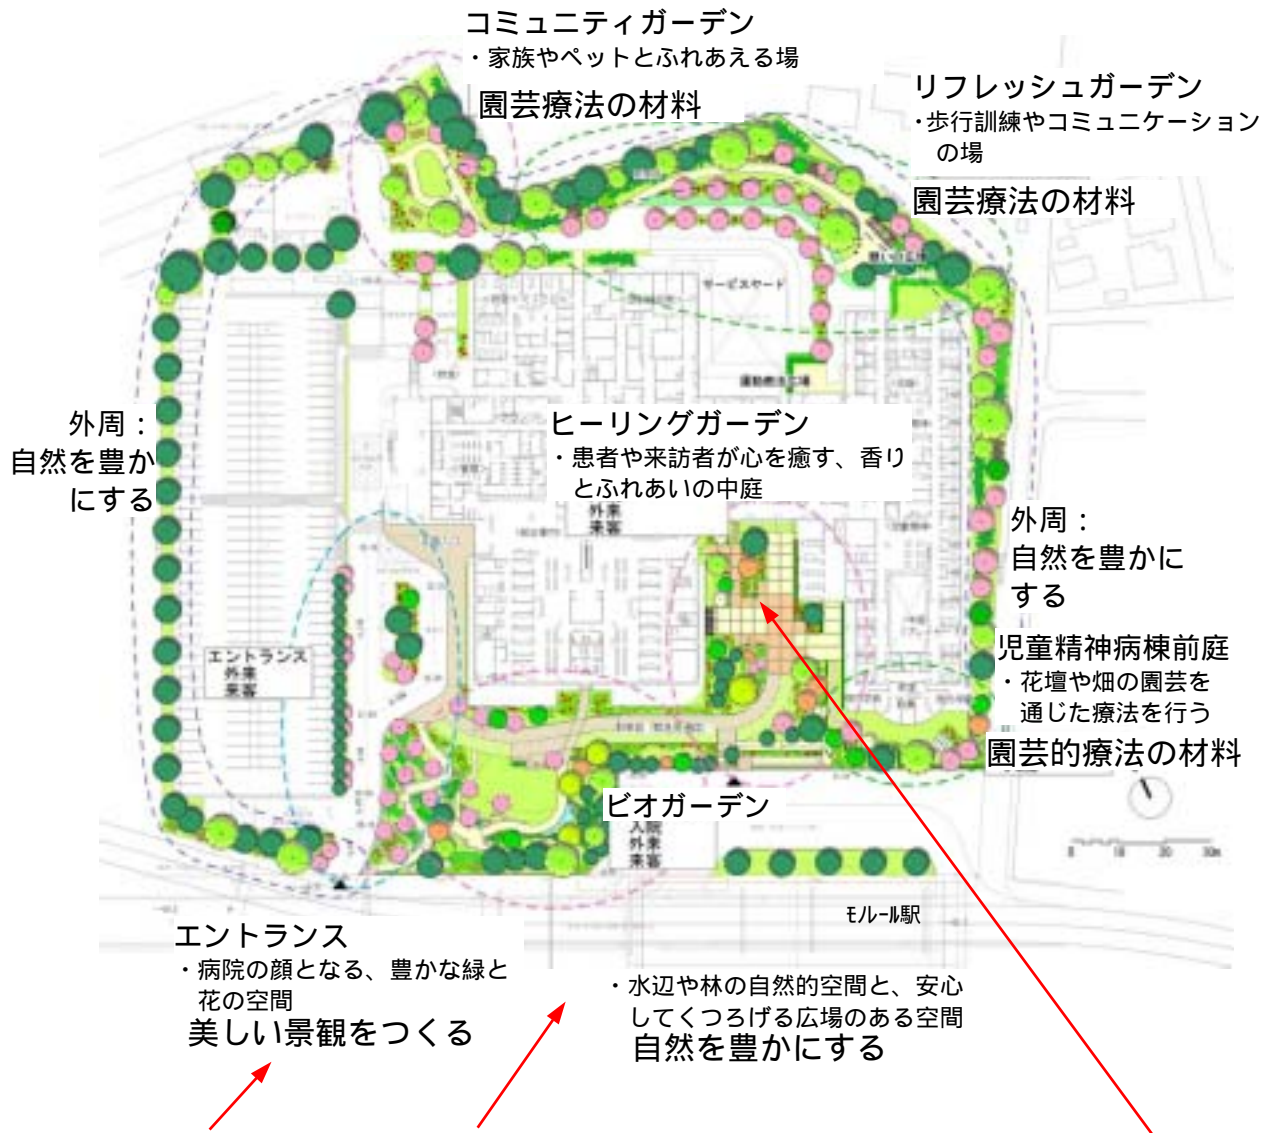 コミュニティガーデン
・家族やペットとふれあえる場
園芸療法の材料
リフレッシュガーデン
・歩行訓練やコミュニケーション
の場
園芸療法の材料
サービスヤード
外周：
自然を豊か
にする
ヒーリングガーデン
・患者や来訪者が心を癒す、香り
とふれあいの中庭
外来
来客
外周：
自然を豊かに
する
エントランス
外来
来客
児童精神病棟前庭
・花壇や畑の園芸を
通じた療法を行う
園芸的療法の材料
ビオガーデン
入院
外来
来客
0 10 20 30m
モルール駅
エントランス
・病院の顔となる、豊かな緑と
花の空間
美しい景観をつくる
・水辺や林の自然的空間と、安心
してくつろげる広場のある空間
自然を豊かにする